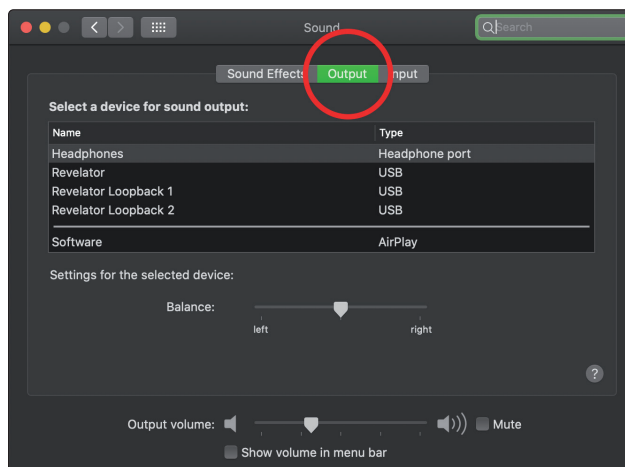 Sound
Search
Sound Effects Output Input
Select a device for sound output:
Name Type
Headphones Headphone port
Revelator USB
Revelator Loopback 1 USB
Revelator Loopback 2 USB
Software AirPlay
Settings for the selected device:
Balance:
left right
?
Output volume: Mute
Show volume in menu bar